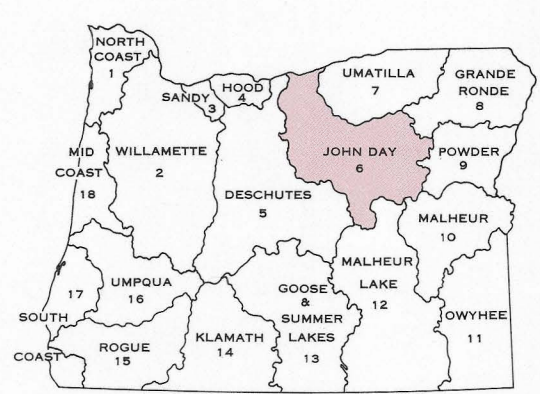 NORTH
COAST
1
WILLAMETTE
2
SANDY 3
HOOD
4
DESCHUTES
5
JOHN DAY
6
UMATILLA
7
GRANDE
RONDE
8
POWDER
9
MALHEUR
10
OWYHEE
11
MALHEUR
LAKE
12
GOOSE
&
SUMMER
LAKES
13
KLAMATH
14
ROGUE
15
UMPQUA
16
17
SOUTH
COAST
MID
COAST
18